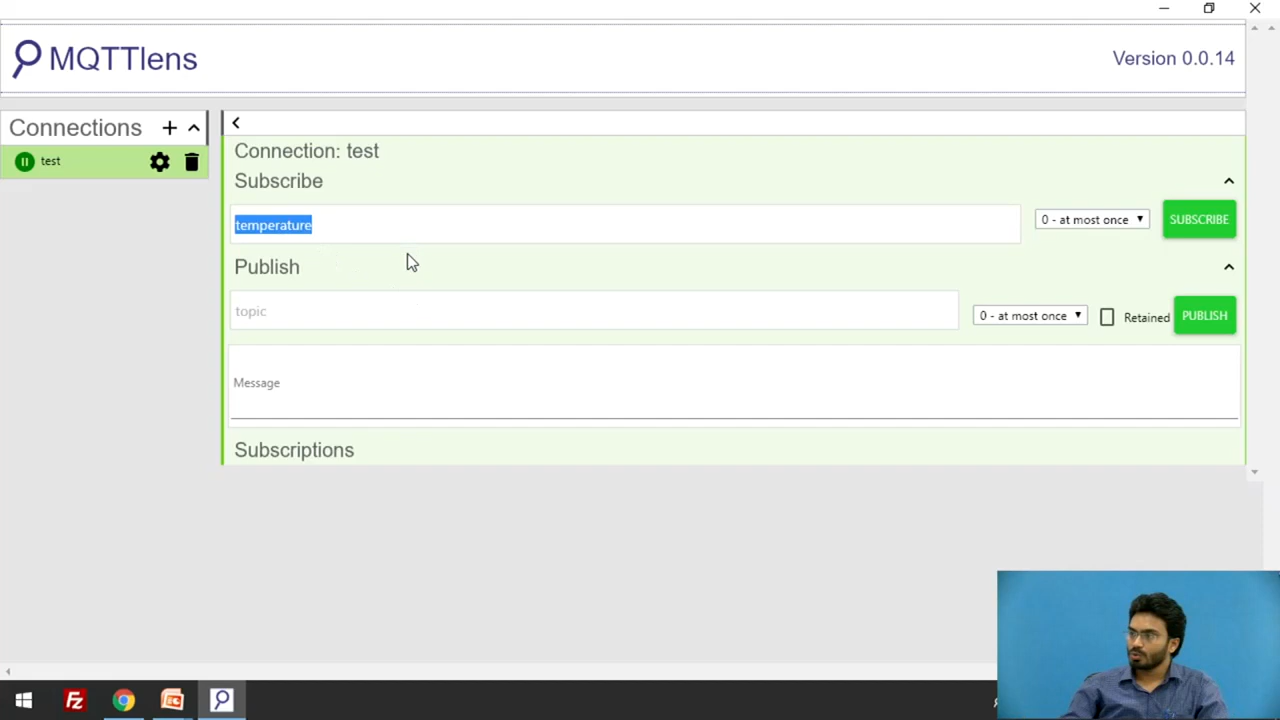 MQTTlens
Version 0.0.14
Connections
test
Connection: test
Subscribe
temperature
0 - at most once
SUBSCRIBE
Publish
topic
0 - at most once
Retained
PUBLISH
Message
Subscriptions
Fz